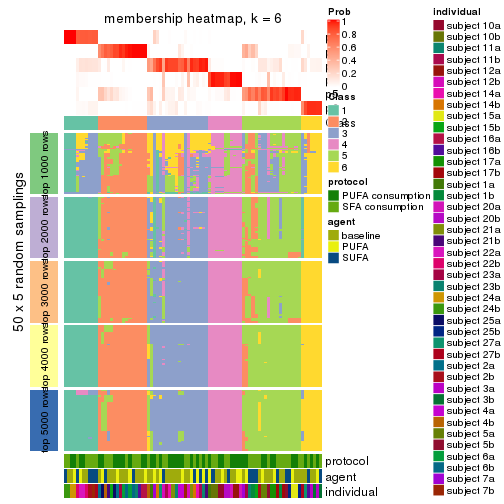 membership heatmap, k = 6
50 x 5 random samplings
top 1000 rows
top 2000 rows
top 3000 rows
top 4000 rows
top 5000 rows
protocol
agent
individual
Prob
1
0.8
0.6
0.4
0.2
0
Class
1
2
3
4
5
6
protocol
PUFA consumption
SFA consumption
agent
baseline
PUFA
SUFA
individual
subject 10a
subject 10b
subject 11a
subject 11b
subject 12a
subject 12b
subject 14a
subject 14b
subject 15a
subject 15b
subject 16a
subject 16b
subject 17a
subject 17b
subject 1a
subject 1b
subject 20a
subject 20b
subject 21a
subject 21b
subject 22a
subject 22b
subject 23a
subject 23b
subject 24a
subject 24b
subject 25a
subject 25b
subject 27a
subject 27b
subject 2a
subject 2b
subject 3a
subject 3b
subject 4a
subject 4b
subject 5a
subject 5b
subject 6a
subject 6b
subject 7a
subject 7b